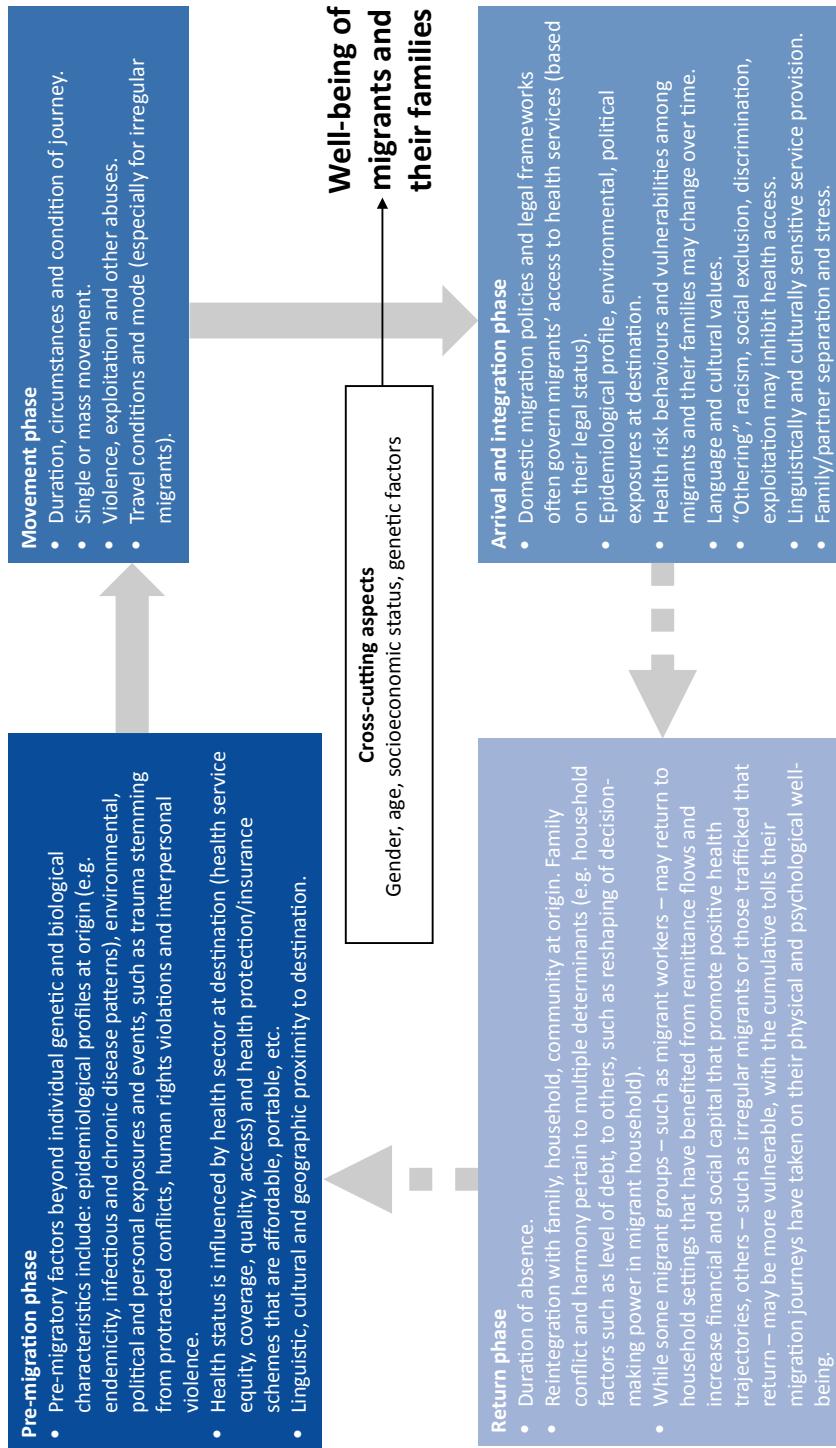 Pre-migration phase
• Pre-migratory factors beyond individual genetic and biological
characteristics include: epidemiological profiles at origin (e.g.
endemicity, infectious and chronic disease patterns), environmental,
political and personal exposures and events, such as trauma stemming
from protracted conflicts, human rights violations and interpersonal
violence.
• Health status is influenced by health sector at destination (health service
equity, coverage, quality, access) and health protection/insurance
schemes that are affordable, portable, etc.
• Linguistic, cultural and geographic proximity to destination.
Movement phase
• Duration, circumstances and condition of journey.
• Single or mass movement.
• Violence, exploitation and other abuses.
• Travel conditions and mode (especially for irregular
migrants).
Cross-cutting aspects
Gender, age, socioeconomic status, genetic factors
Well-being of
migrants and
their families
Return phase
• Duration of absence.
• Reintegration with family, household, community at origin. Family
conflict and harmony pertain to multiple determinants (e.g. household
factors such as level of debt, to others, such as reshaping of decision-
making power in migrant household).
• While some migrant groups – such as migrant workers – may return to
household settings that have benefited from remittance flows and
increase financial and social capital that promote positive health
trajectories, others – such as irregular migrants or those trafficked that
return – may be more vulnerable, with the cumulative tolls their
migration journeys have taken on their physical and psychological well-
being.
Arrival and integration phase
• Domestic migration policies and legal frameworks
often govern migrants’ access to health services (based
on their legal status).
• Epidemiological profile, environmental, political
exposures at destination.
• Health risk behaviours and vulnerabilities among
migrants and their families may change over time.
• Language and cultural values.
• “Othering”, racism, social exclusion, discrimination,
exploitation may inhibit health access.
• Linguistically and culturally sensitive service provision.
• Family/partner separation and stress.